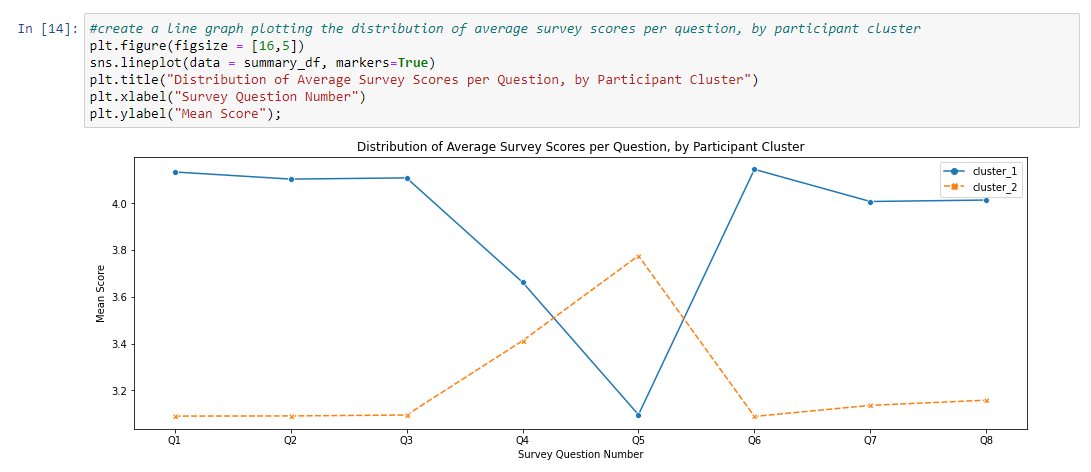 In [14]: #create a line graph plotting the distribution of average survey scores per question, by participant cluster
plt.figure(figsize = [16,5])
sns.lineplot(data = summary_df, markers=True)
plt.title("Distribution of Average Survey Scores per Question, by Participant Cluster")
plt.xlabel("Survey Question Number")
plt.ylabel("Mean Score");
Distribution of Average Survey Scores per Question, by Participant Cluster
cluster_1
cluster_2
Mean Score
4.0
3.8
3.6
3.4
3.2
Q1 Q2 Q3 Q4 Q5 Q6 Q7 Q8
Survey Question Number